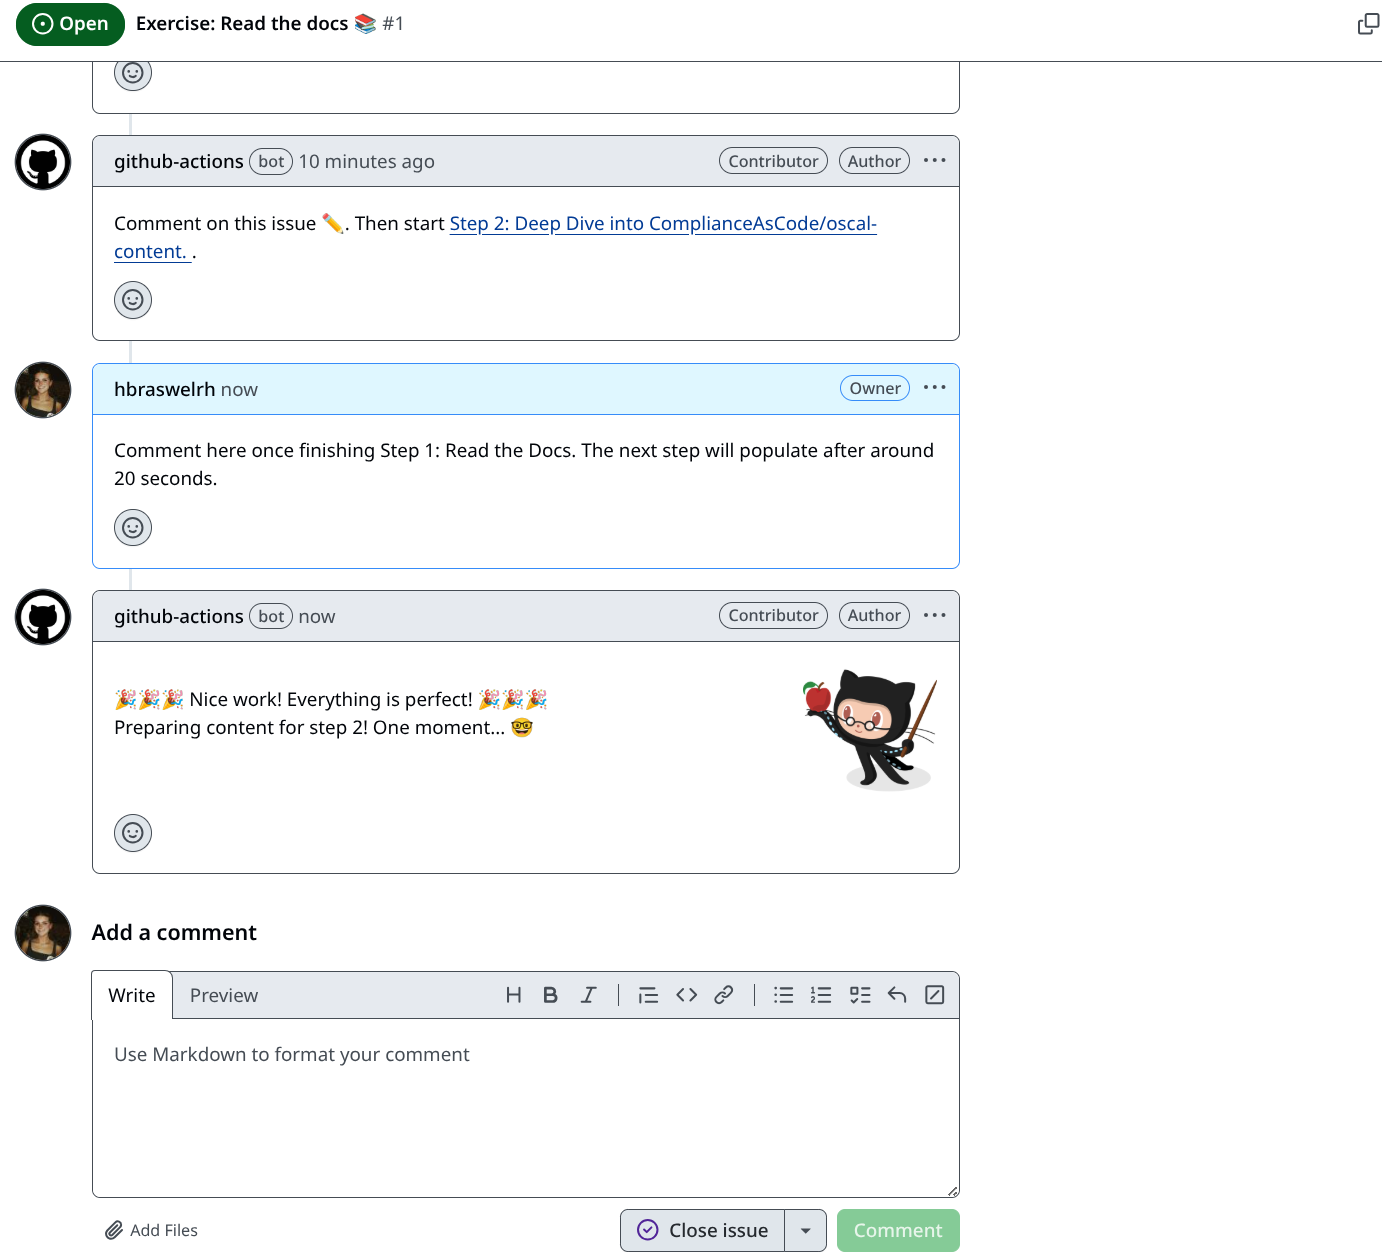 Open Exercise: Read the docs 📚 #1
github-actions bot 10 minutes ago Contributor Author
Comment on this issue ✏️. Then start Step 2: Deep Dive into ComplianceAsCode/oscal-
content. .
hbraswelrh now Owner
Comment here once finishing Step 1: Read the Docs. The next step will populate after around
20 seconds.
github-actions bot now Contributor Author
🎉🎉🎉 Nice work! Everything is perfect! 🎉🎉🎉
Preparing content for step 2! One moment... 🤓
Add a comment
Write Preview
Use Markdown to format your comment
Add Files Close issue Comment